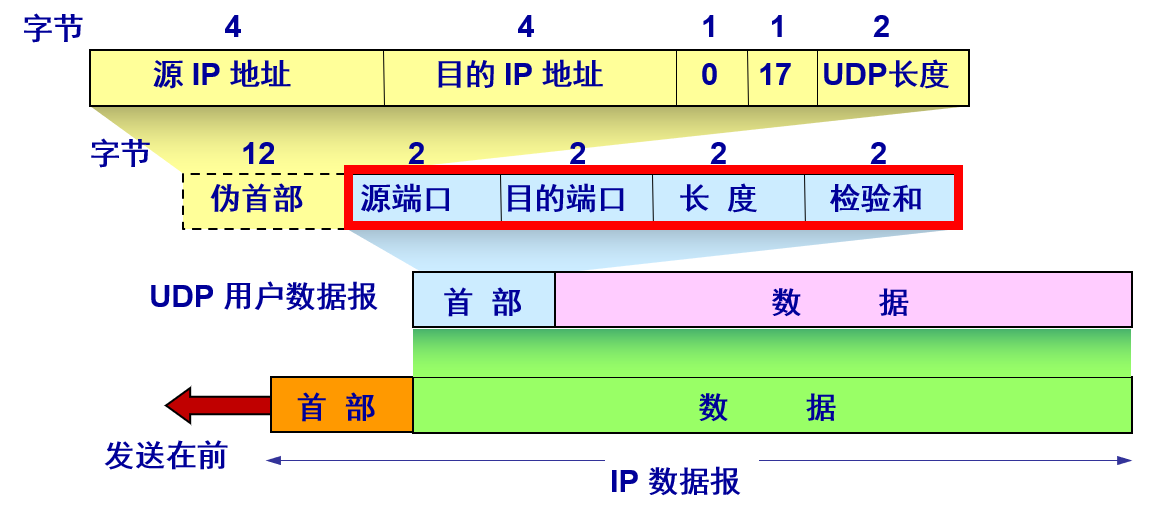 字节 4 4 1 1 2
源 IP 地址 目的 IP 地址 0 17 UDP长度
字节 12 2 2 2 2
伪首部 源端口 目的端口 长 度 检验和
UDP 用户数据报 首 部 数 据
首 部 数 据
发送在前
IP 数据报